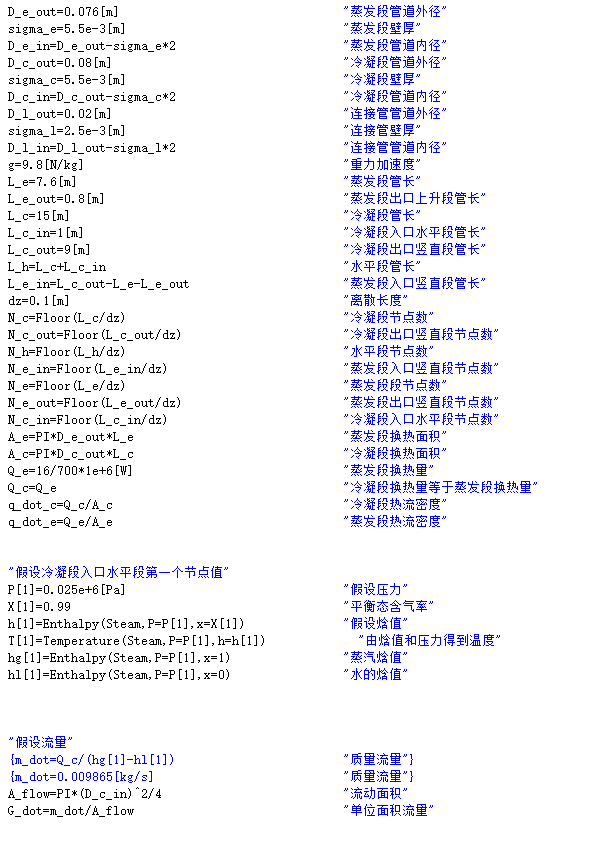 D_e_out=0.076[m] "蒸发段管道外径"
sigma_e=5.5e-3[m] "蒸发段壁厚"
D_e_in=D_e_out-sigma_e*2 "蒸发段管道内径"
D_c_out=0.08[m] "冷凝段管道外径"
sigma_c=5.5e-3[m] "冷凝段壁厚"
D_c_in=D_c_out-sigma_c*2 "冷凝段管道内径"
D_l_out=0.02[m] "连接管管道外径"
sigma_l=2.5e-3[m] "连接管壁厚"
D_l_in=D_l_out-sigma_l*2 "连接管管道内径"
g=9.8[N/kg] "重力加速度"
L_e=7.6[m] "蒸发段管长"
L_e_out=0.8[m] "蒸发段出口上升段管长"
L_c=15[m] "冷凝段管长"
L_c_in=1[m] "冷凝段入口水平段管长"
L_c_out=9[m] "冷凝段出口竖直段管长"
L_h=L_c+L_c_in "水平段管长"
L_e_in=L_c_out-L_e-L_e_out "蒸发段入口竖直段管长"
dz=0.1[m] "离散长度"
N_c=Floor(L_c/dz) "冷凝段节点数"
N_c_out=Floor(L_c_out/dz) "冷凝段出口竖直段节点数"
N_h=Floor(L_h/dz) "水平段节点数"
N_e_in=Floor(L_e_in/dz) "蒸发段入口竖直段节点数"
N_e=Floor(L_e/dz) "蒸发段段节点数"
N_e_out=Floor(L_e_out/dz) "蒸发段出口竖直段节点数"
N_c_in=Floor(L_c_in/dz) "冷凝段入口水平段节点数"
A_e=PI*D_e_out*L_e "蒸发段换热面积"
A_c=PI*D_c_out*L_c "冷凝段换热面积"
Q_e=16/700*1e+6[W] "蒸发段换热量"
Q_c=Q_e "冷凝段换热量等于蒸发段换热量"
q_dot_c=Q_c/A_c "冷凝段热流密度"
q_dot_e=Q_e/A_e "蒸发段热流密度"
"假设冷凝段入口水平段第一个节点值"
P[1]=0.025e+6[Pa] "假设压力"
X[1]=0.99 "平衡态含气率"
h[1]=Enthalpy(Steam,P=P[1],x=X[1]) "假设焓值"
T[1]=Temperature(Steam,P=P[1],h=h[1]) "由焓值和压力得到温度"
hg[1]=Enthalpy(Steam,P=P[1],x=1) "蒸汽焓值"
hl[1]=Enthalpy(Steam,P=P[1],x=0) "水的焓值"
"假设流量"
{m_dot=Q_c/(hg[1]-hl[1]) "质量流量"}
{m_dot=0.009865[kg/s] "质量流量"}
A_flow=PI*(D_c_in)^2/4 "流动面积"
G_dot=m_dot/A_flow "单位面积流量"